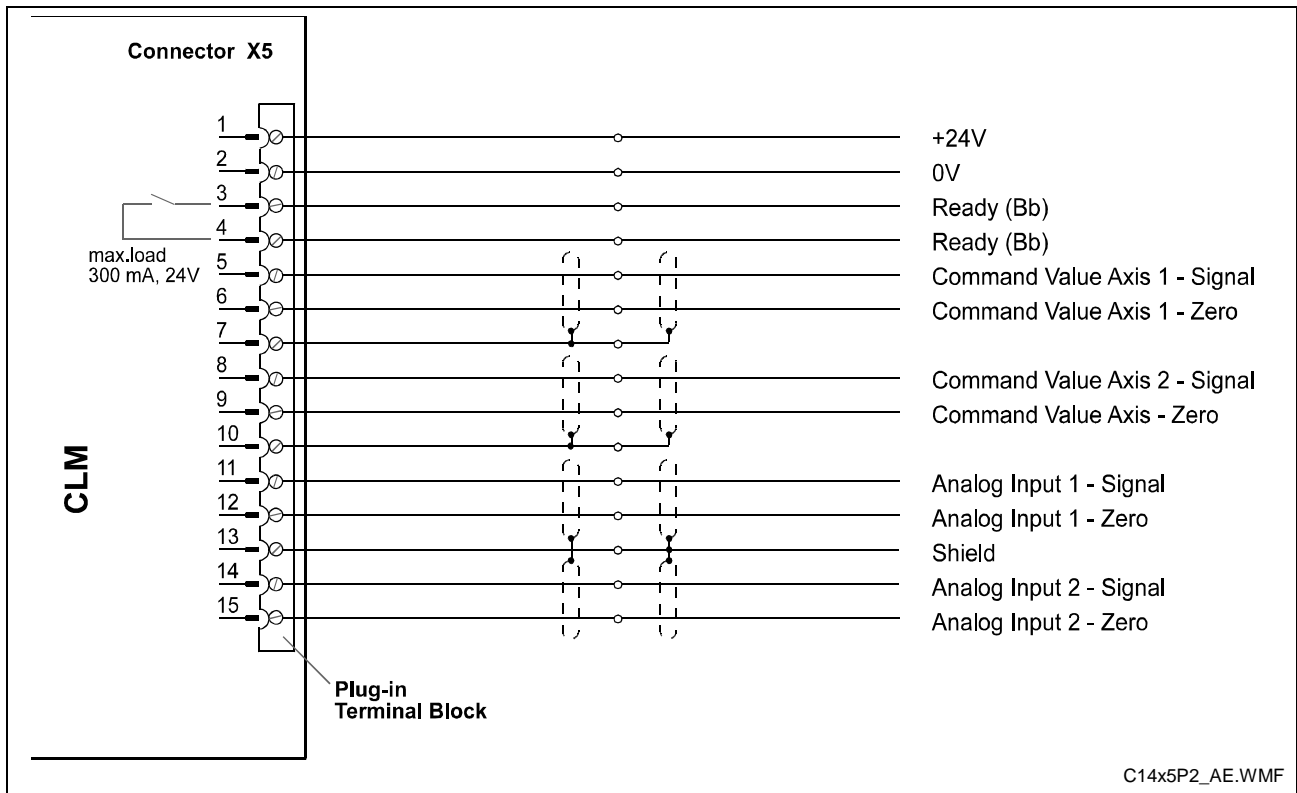 Connector X5
1
+24V
2
0V
3
Ready (Bb)
4
Ready (Bb)
max.load
300 mA, 24V
5
Command Value Axis 1 - Signal
6
Command Value Axis 1 - Zero
7
8
Command Value Axis 2 - Signal
9
Command Value Axis - Zero
10
CLM
11
Analog Input 1 - Signal
12
Analog Input 1 - Zero
13
Shield
14
Analog Input 2 - Signal
15
Analog Input 2 - Zero
Plug-in
Terminal Block
C14x5P2_AE.WMF